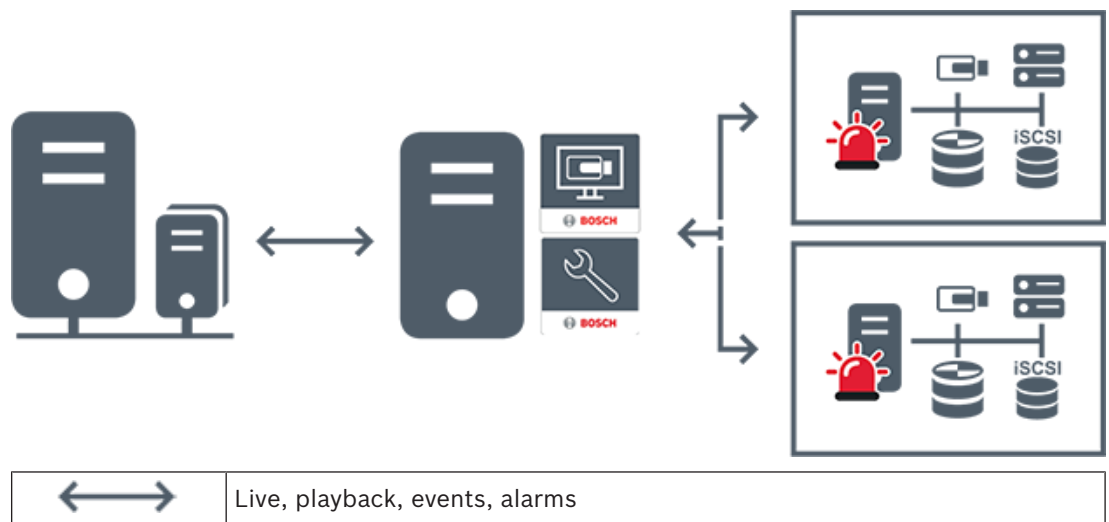 iSCSI
BOSCH
BOSCH
iSCSI
Live, playback, events, alarms